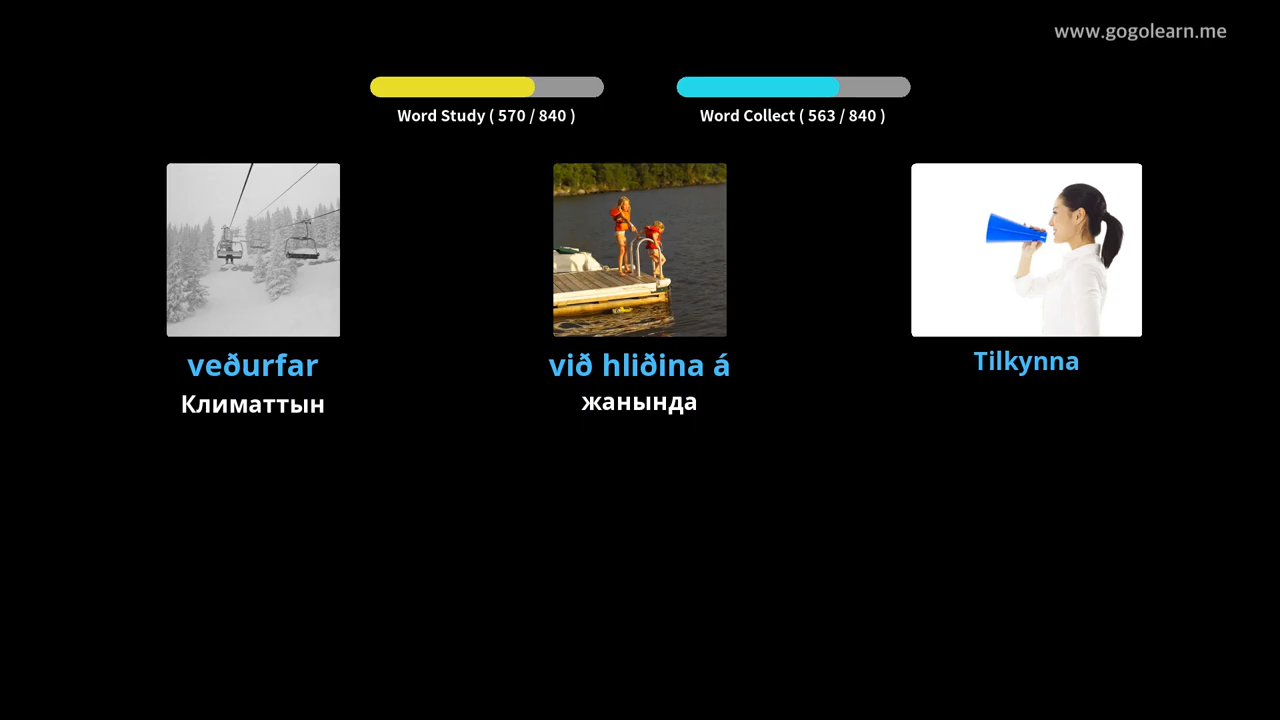 www.gogolearn.me
Word Study ( 570 / 840 )
Word Collect ( 563 / 840 )
veðurfar
Климаттын
við hliðina á
жанында
Tilkynna